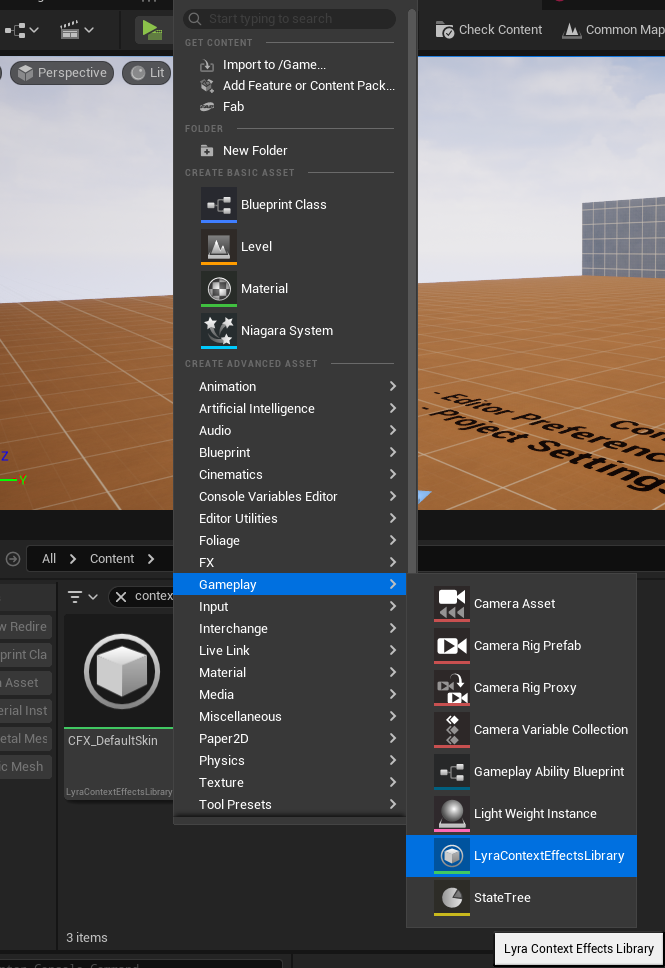 Start typing to search
Check Content
Common Map
Perspective
Lit
GET CONTENT
Import to /Game...
Add Feature or Content Pack...
Fab
FOLDER
New Folder
CREATE BASIC ASSET
Blueprint Class
Level
Material
Niagara System
CREATE ADVANCED ASSET
Animation
Artificial Intelligence
Audio
Blueprint
Cinematics
Console Variables Editor
Editor Utilities
Foliage
FX
Gameplay
Input
Interchange
Live Link
Material
Media
Miscellaneous
Paper2D
Physics
Texture
Tool Presets
- Editor Preferenc
- Project Settings
Z
Y
All
Content
contex
w Redire
print Cla
Asset
erial Inst
etal Mes
ic Mesh
CFX_DefaultSkin
LyraContextEffectsLibrary
3 items
Camera Asset
Camera Rig Prefab
Camera Rig Proxy
Camera Variable Collection
Gameplay Ability Blueprint
Light Weight Instance
LyraContextEffectsLibrary
StateTree
Lyra Context Effects Library